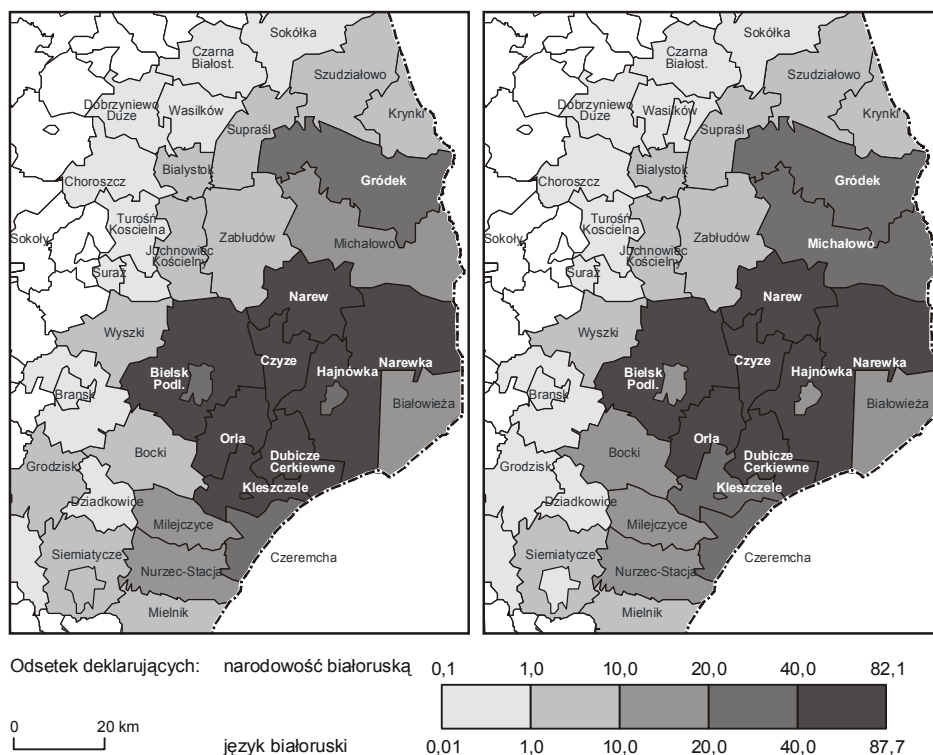 Sokółka
Czarna
Białost.
Szudziałowo
Dobrzyniewo
Duże
Wasilków
Krynki
Supraśl
Białystok
Choroszcz
Gródek
Turośń
Kościelna
Sokoły
Juchnowiec
Kościelny
Zabłudów
Michałowo
Suraż
Narew
Wyszki
Czyże
Narewka
Bielsk
Podl.
Hajnówka
Brańsk
Białowieża
Orla
Bocki
Dubicze
Cerkiewne
Grodzisk
Kleszczele
Dziadkowice
Milejczyce
Siemiatycze
Czeremcha
Nurzec-Stacja
Mielnik
Sokółka
Czarna
Białost.
Szudziałowo
Dobrzyniewo
Duże
Wasilków
Krynki
Supraśl
Białystok
Choroszcz
Gródek
Turośń
Kościelna
Sokoły
Juchnowiec
Kościelny
Zabłudów
Michałowo
Suraż
Narew
Wyszki
Czyże
Narewka
Bielsk
Podl.
Hajnówka
Brańsk
Białowieża
Orla
Bocki
Dubicze
Cerkiewne
Grodzisk
Kleszczele
Dziadkowice
Milejczyce
Siemiatycze
Czeremcha
Nurzec-Stacja
Mielnik
Odsetek deklarujących: narodowość białoruską 0,1 1,0 10,0 20,0 40,0 82,1
0 20 km
język białoruski 0,01 1,0 10,0 20,0 40,0 87,7